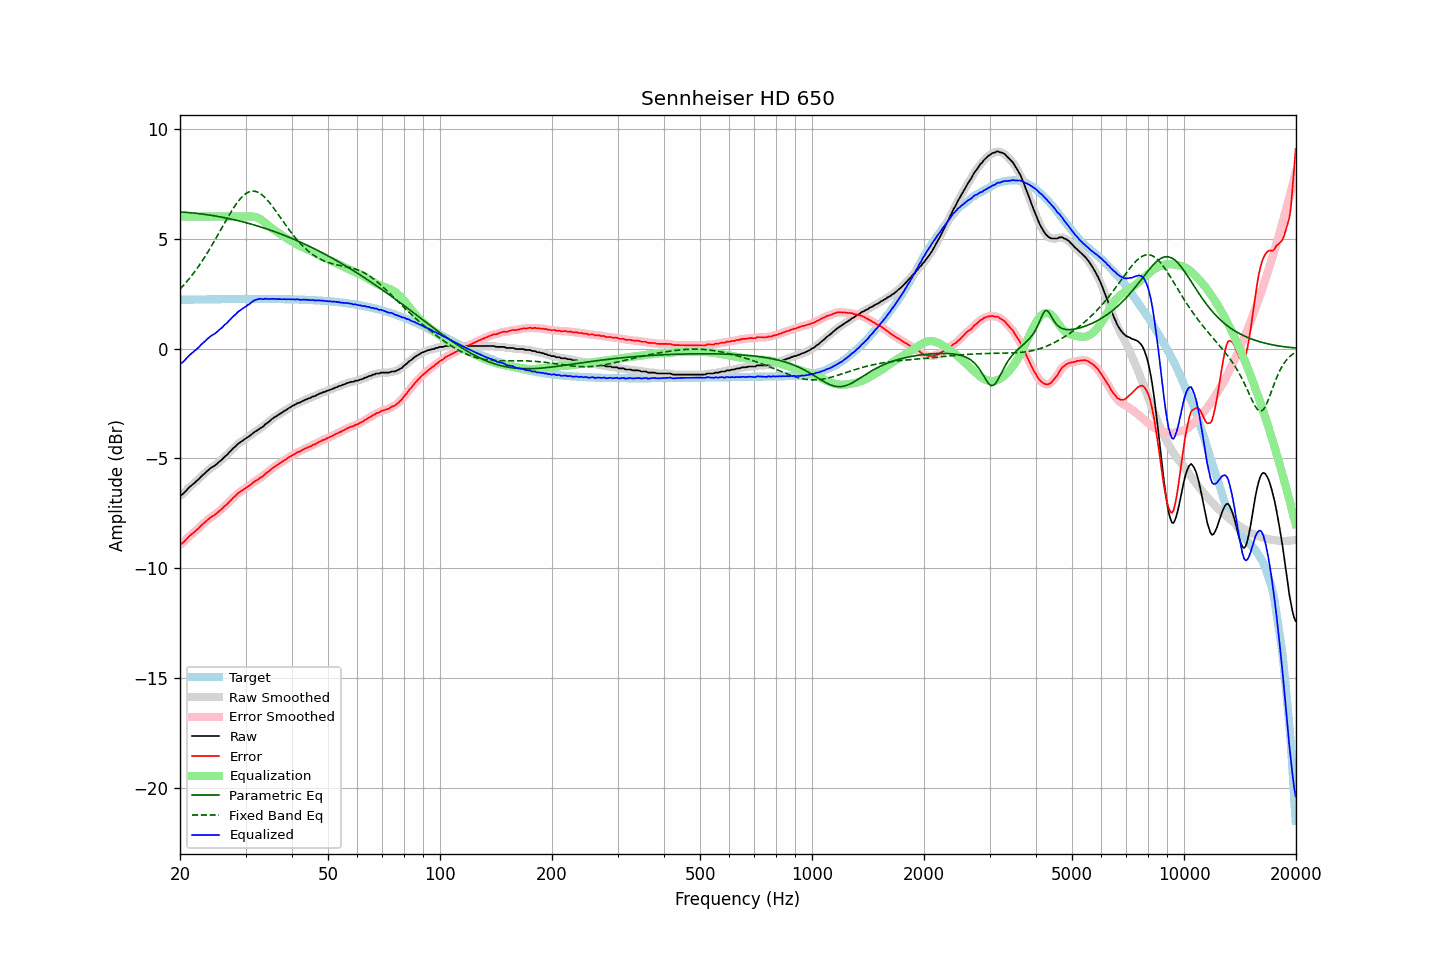 Sennheiser HD 650
10
5
0
−5
−10
−15
−20
Amplitude (dBr)
Target
Raw Smoothed
Error Smoothed
Raw
Error
Equalization
Parametric Eq
Fixed Band Eq
Equalized
20 50 100 200 500 1000 2000 5000 10000 20000
Frequency (Hz)